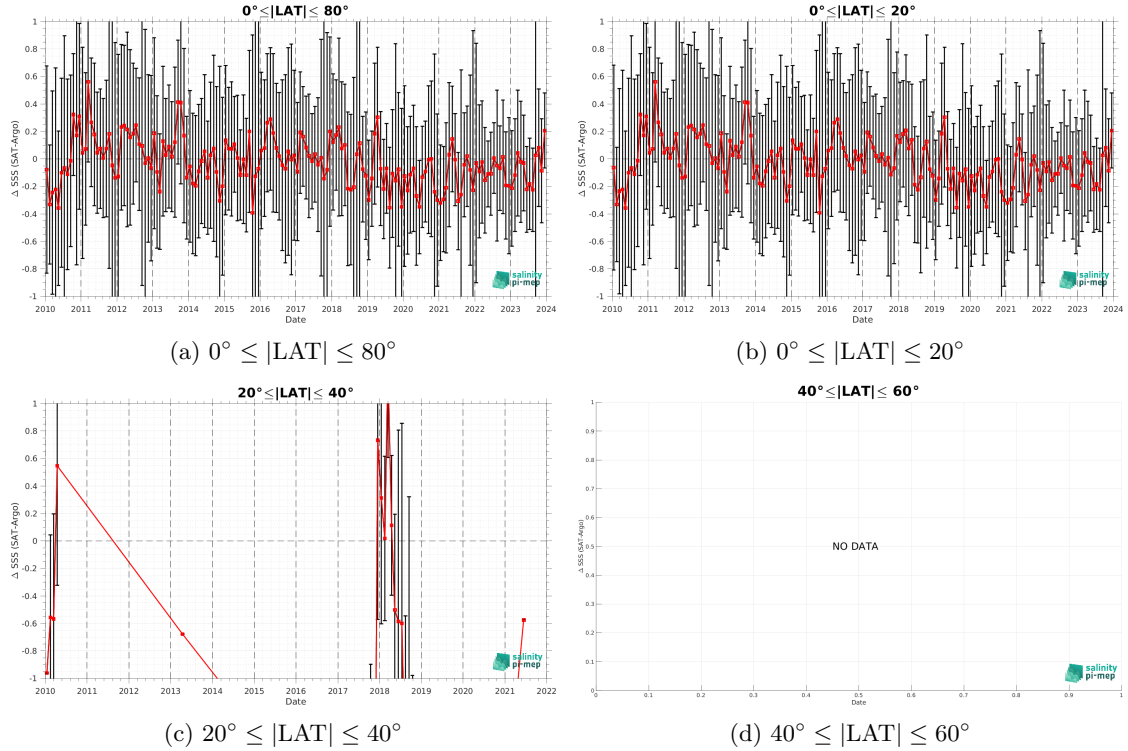 0°≤|LAT|≤ 80°
Δ SSS (SAT-Argo)
1
0.8
0.6
0.4
0.2
0
-0.2
-0.4
-0.6
-0.8
-1
2010 2011 2012 2013 2014 2015 2016 2017 2018 2019 2020 2021 2022 2023 2024
Date
salinity
pi-mep
(a) 0° ≤ |LAT| ≤ 80°
0°≤|LAT|≤ 20°
Δ SSS (SAT-Argo)
1
0.8
0.6
0.4
0.2
0
-0.2
-0.4
-0.6
-0.8
-1
2010 2011 2012 2013 2014 2015 2016 2017 2018 2019 2020 2021 2022 2023 2024
Date
salinity
pi-mep
(b) 0° ≤ |LAT| ≤ 20°
20°≤|LAT|≤ 40°
Δ SSS (SAT-Argo)
1
0.8
0.6
0.4
0.2
0
-0.2
-0.4
-0.6
-0.8
-1
2010 2011 2012 2013 2014 2015 2016 2017 2018 2019 2020 2021 2022
Date
salinity
pi-mep
(c) 20° ≤ |LAT| ≤ 40°
40°≤|LAT|≤ 60°
Δ SSS (SAT-Argo)
1
0.9
0.8
0.7
0.6
0.5
0.4
0.3
0.2
0.1
0
NO DATA
0 0.1 0.2 0.3 0.4 0.5 0.6 0.7 0.8 0.9 1
Date
salinity
pi-mep
(d) 40° ≤ |LAT| ≤ 60°